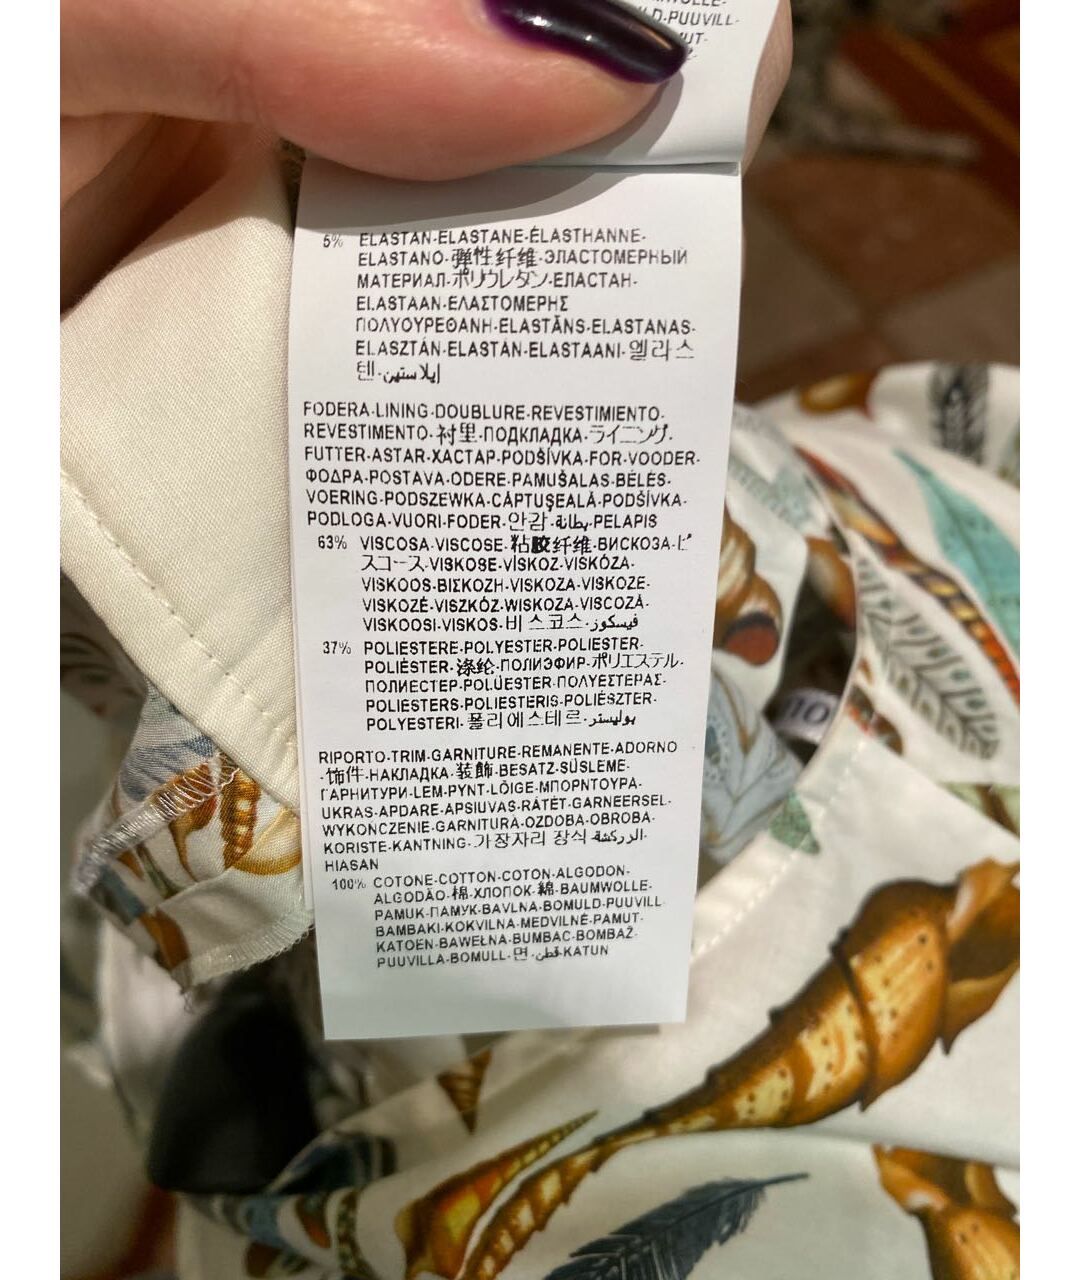 D-PUUVILL-
5% ELASTAN-ELASTANE-ÉLASTHANNE-
ELASTANO-弹性纤维-ЭЛАСТОМЕРНЫЙ
МАТЕРИАЛ-ポリウレタン-ЕЛАСТАН-
ELASTAAN-ΕΛΑΣΤΟΜΕΡΗΣ
ΠΟΛΥΟΥΡΕΘΑΝΗ-ELASTĀNS-ELASTANAS-
ELASZTÁN-ELASTAN-ELASTAANI-엘라스
텐-إيلاستين
FODERA-LINING-DOUBLURE-REVESTIMIENTO-
REVESTIMENTO-衬里-ПОДКЛАДКА-ライニング-
FUTTER-ASTAR-ХАСТАР-PODŠÍVKA-FOR-VOODER-
ΦΟΔΡΑ-POSTAVA-ODERE-PAMUŠALAS-BÉLÉS-
VOERING-PODSZEWKA-CĂPTUŞEALĂ-PODŠÍVKA-
PODLOGA-VUORI-FODER-안감-بطانة-PELAPIS
63% VISCOSA-VISCOSE-粘胶纤维-ВИСКОЗА-ビ
スコース-VISKOSE-VİSKOZ-VISKÓZA-
VISKOOS-ΒΙΣΚΟΖΗ-VISKOZA-VISKOZE-
VISKOZĖ-VISZKÓZ-WISKOZA-VISCOZĂ-
VISKOOSI-VISKOS-비스코스-فيسكوز
37% POLIESTERE-POLYESTER-POLIESTER-
POLIÉSTER-涤纶-ПОЛИЭФИР-ポリエステル-
ПОЛИЕСТЕР-POLÜESTER-ΠΟΛΥΕΣΤΕΡΑΣ-
POLIESTERS-POLIESTERIS-POLIÉSZTER-
POLYESTERI-폴리에스테르-بوليستر
RIPORTO-TRIM-GARNITURE-REMANENTE-ADORNO
-饰件-НАКЛАДКА-装飾-BESATZ-SÜSLEME-
ГАРНИТУРИ-LEM-PYNT-LÕIGE-ΜΠΟΡΝΤΟΥΡΑ-
UKRAS-APDARE-APSIUVAS-RÁTÉT-GARNEERSEL-
WYKOŃCZENIE-GARNITURĂ-OZDOBA-OBROBA-
KORISTE-KANTNING-가장자리 장식-الزركشة-
HIASAN
100% COTONE-COTTON-COTON-ALGODON-
ALGODÃO-棉-ХЛОПОК-綿-BAUMWOLLE-
PAMUK-ПАМУК-BAVLNA-BOMULD-PUUVILL-
BAMBAKI-KOKVILNA-MEDVILNĖ-PAMUT-
KATOEN-BAWEŁNA-BUMBAC-BOMBAŽ-
PUUVILLA-BOMULL-면-قطن-KATUN